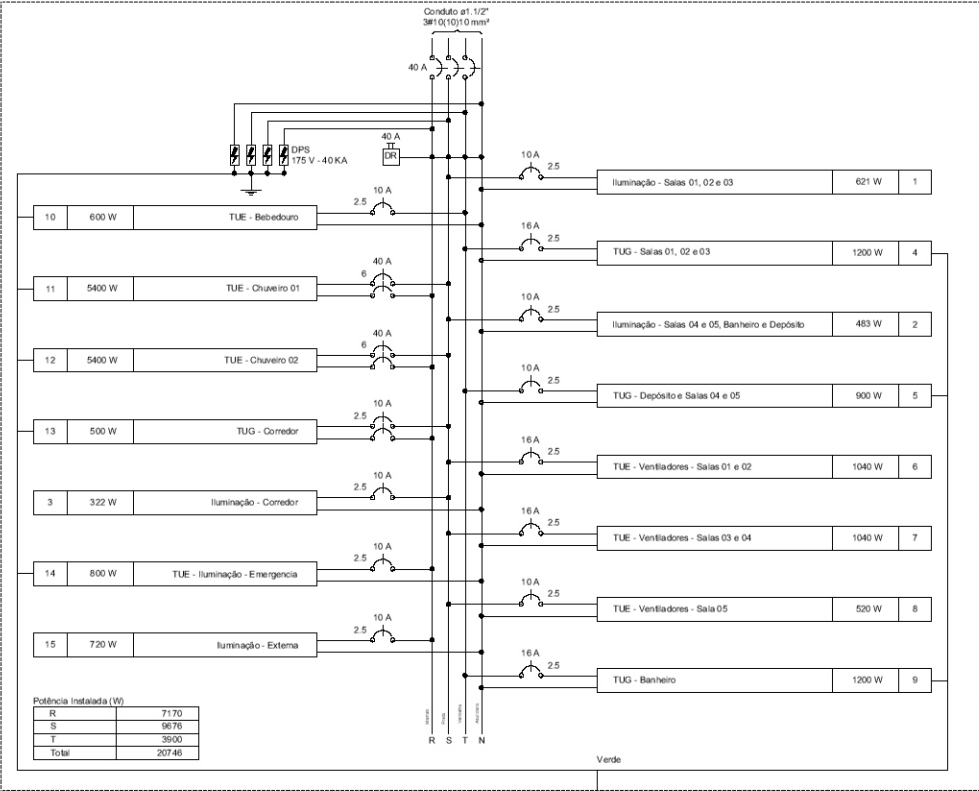 Conduto ø1.1/2"
3#10(10)10 mm²
40 A
DPS
175 V - 40 KA
40 A
DR
10 A
2.5
Iluminação - Salas 01, 02 e 03 621 W 1
10 A
2.5
10 600 W TUE - Bebedouro
16 A
2.5
TUG - Salas 01, 02 e 03 1200 W 4
40 A
6
11 5400 W TUE - Chuveiro 01
10 A
2.5
Iluminação - Salas 04 e 05, Banheiro e Depósito 483 W 2
40 A
6
12 5400 W TUE - Chuveiro 02
10 A
2.5
TUG - Depósito e Salas 04 e 05 900 W 5
10 A
2.5
13 500 W TUG - Corredor
16 A
2.5
TUE - Ventiladores - Salas 01 e 02 1040 W 6
10 A
2.5
3 322 W Iluminação - Corredor
16 A
2.5
TUE - Ventiladores - Salas 03 e 04 1040 W 7
10 A
2.5
14 800 W TUE - Iluminação - Emergencia
10 A
2.5
TUE - Ventiladores - Sala 05 520 W 8
10 A
2.5
15 720 W Iluminação - Externa
16 A
2.5
TUG - Banheiro 1200 W 9
Potência Instalada (W)
R 7170
S 9676
T 3900
Total 20746
R S T N
Verde